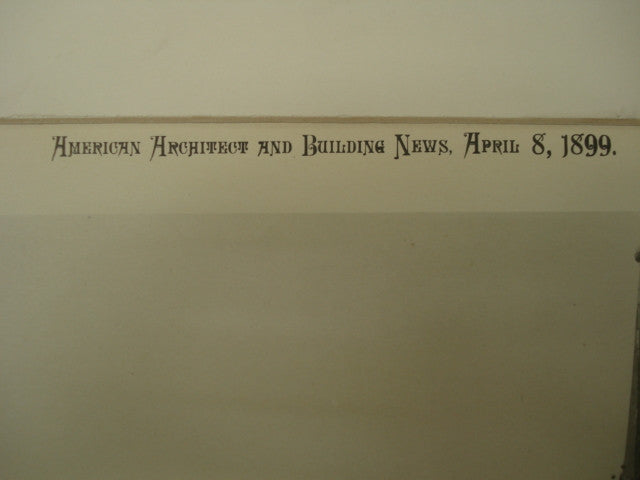 American Architect and Building News, April 8, 1899.